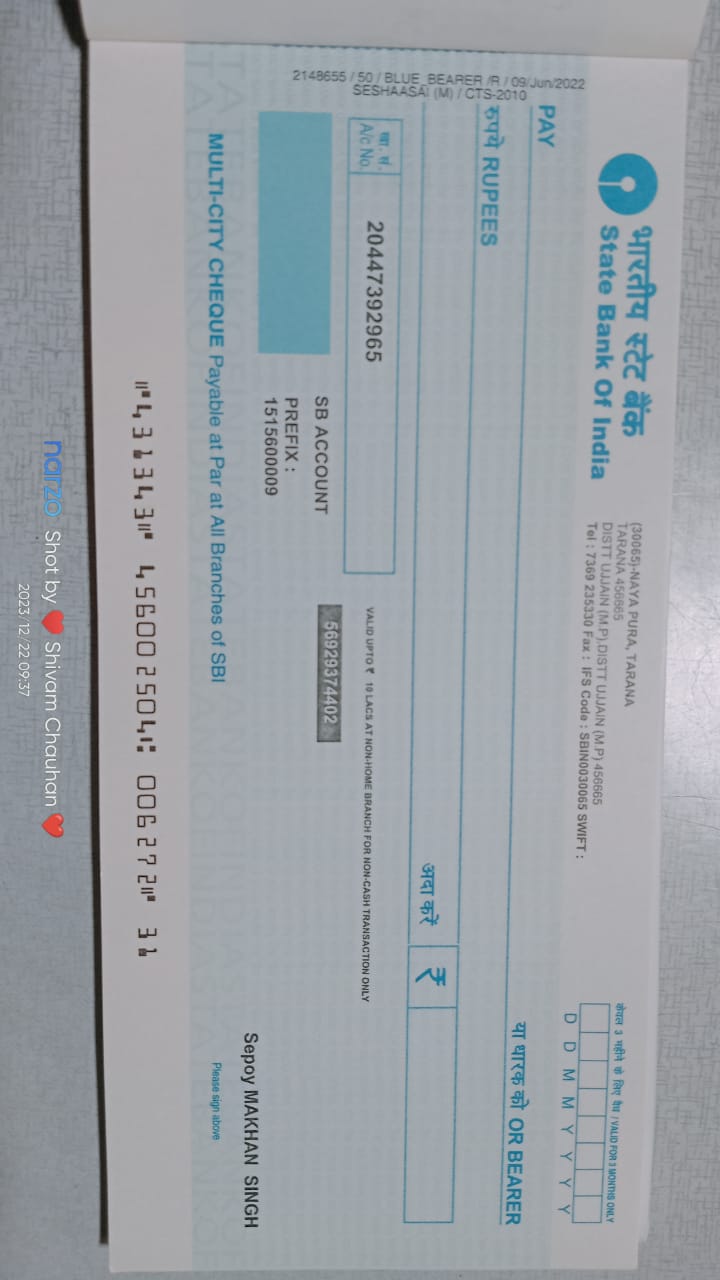 2148655 / 50 / BLUE_BEARER /R / 09/Jun/2022
SESHAASAI (M) / CTS-2010
भारतीय स्टेट बैंक
State Bank Of India
(30065)-NAYA PURA, TARANA
TARANA 456665
DISTT UJJAIN (M.P),DISTT UJJAIN (M.P) 456665
Tel : 7369 235330 Fax : IFS Code : SBIN0030065 SWIFT :
केवल 3 महीने के लिए वैध / VALID FOR 3 MONTHS ONLY
D D M M Y Y Y Y
PAY
या धारक को OR BEARER
रुपये RUPEES
अदा करें ₹
खा. सं.
A/c No.
20447392965
VALID UPTO ₹ 10 LACS AT NON-HOME BRANCH FOR NON-CASH TRANSACTION ONLY
SB ACCOUNT
56929374402
PREFIX :
1515600009
Sepoy MAKHAN SINGH
MULTI-CITY CHEQUE Payable at Par at All Branches of SBI
Please sign above
⑈431343⑈ 456002504⑆ 006272⑈ 31
narzo Shot by ❤️ Shivam Chauhan ❤️
2023/12/22 09:37